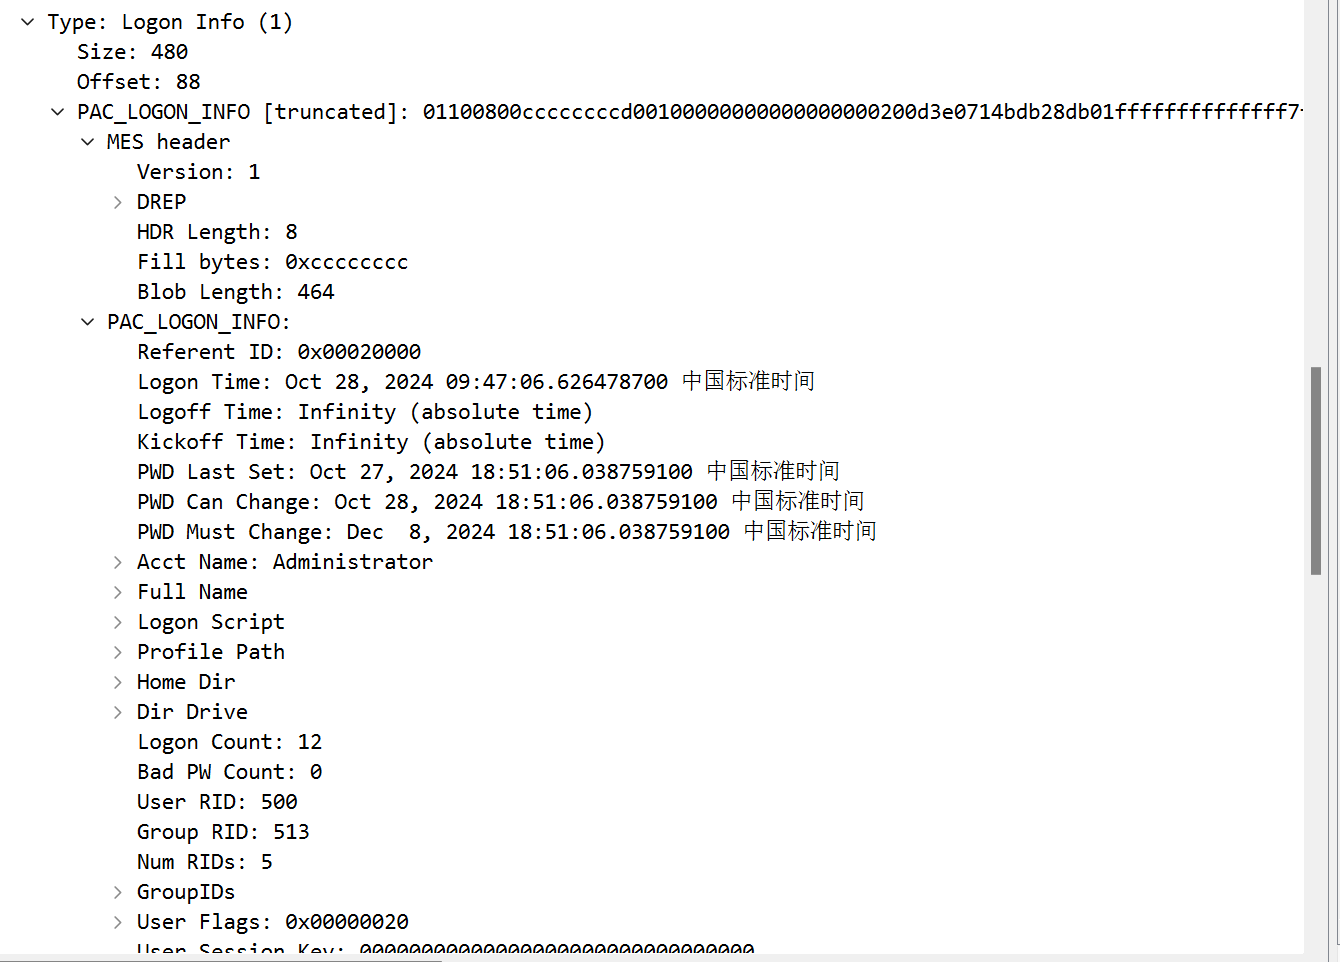 Type: Logon Info (1)
Size: 480
Offset: 88
PAC_LOGON_INFO [truncated]: 01100800ccccccccd00100000000000000000200d3e0714bdb28db01ffffffffffffff7f
MES header
Version: 1
DREP
HDR Length: 8
Fill bytes: 0xcccccccc
Blob Length: 464
PAC_LOGON_INFO:
Referent ID: 0x00020000
Logon Time: Oct 28, 2024 09:47:06.626478700 中国标准时间
Logoff Time: Infinity (absolute time)
Kickoff Time: Infinity (absolute time)
PWD Last Set: Oct 27, 2024 18:51:06.038759100 中国标准时间
PWD Can Change: Oct 28, 2024 18:51:06.038759100 中国标准时间
PWD Must Change: Dec  8, 2024 18:51:06.038759100 中国标准时间
Acct Name: Administrator
Full Name
Logon Script
Profile Path
Home Dir
Dir Drive
Logon Count: 12
Bad PW Count: 0
User RID: 500
Group RID: 513
Num RIDs: 5
GroupIDs
User Flags: 0x00000020
User Session Key: 00000000000000000000000000000000